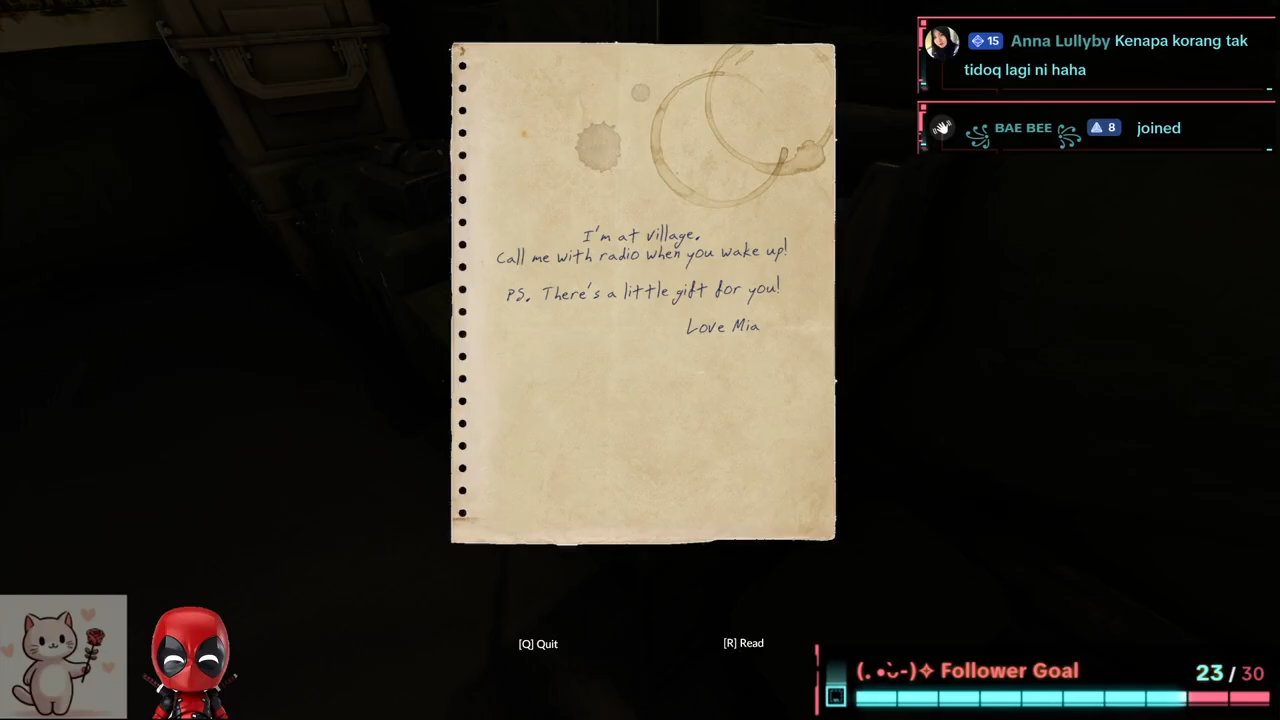 15 Anna Lullyby Kenapa korang tak
tidoq lagi ni haha
BAE BEE 8 joined
I'm at village.
Call me with radio when you wake up!
PS. There's a little gift for you!
Love Mia
[Q] Quit
[R] Read
(. •ᴗ̀-)✧ Follower Goal
23 / 30